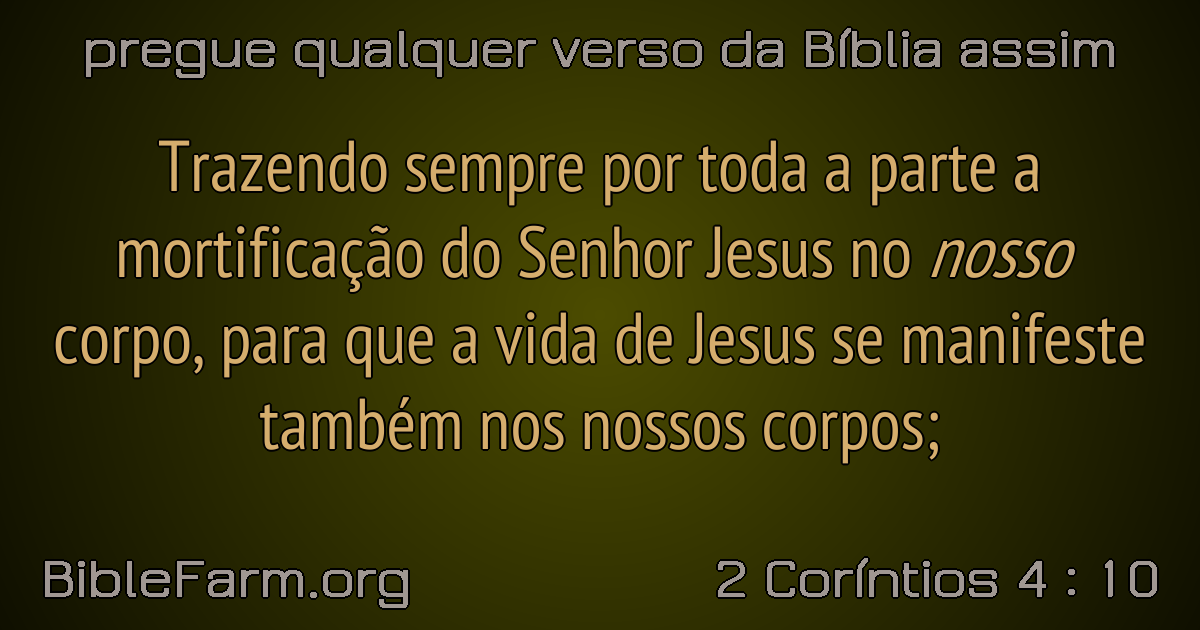 pregue qualquer verso da Bíblia assim
Trazendo sempre por toda a parte a
mortificação do Senhor Jesus no nosso
corpo, para que a vida de Jesus se manifeste
também nos nossos corpos;
BibleFarm.org
2 Coríntios 4 : 10